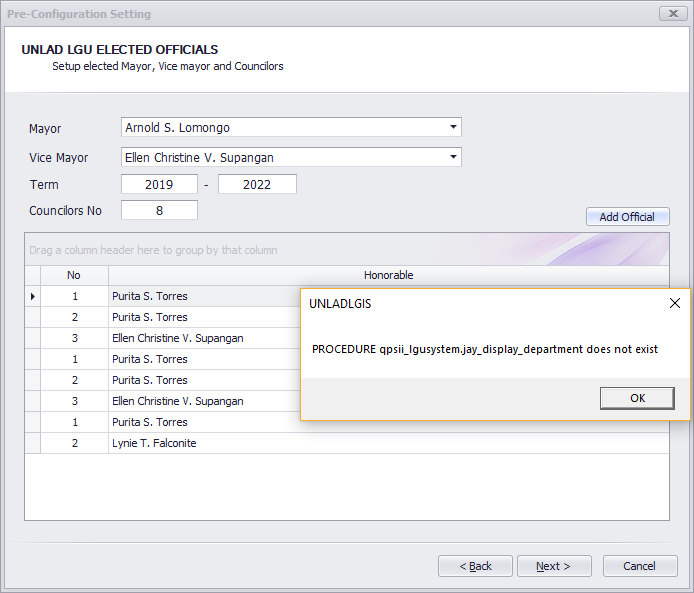 Pre-Configuration Setting
UNLAD LGU ELECTED OFFICIALS
Setup elected Mayor, Vice mayor and Councilors
Mayor Arnold S. Lomongo
Vice Mayor Ellen Christine V. Supangan
Term 2019 - 2022
Councilors No 8
Add Official
Drag a column header here to group by that column
No Honorable
1 Purita S. Torres
2 Purita S. Torres
3 Ellen Christine V. Supangan
1 Purita S. Torres
2 Purita S. Torres
3 Ellen Christine V. Supangan
1 Purita S. Torres
2 Lynie T. Falconite
UNLADLGIS
PROCEDURE qpsii_lgusystem.jay_display_department does not exist
OK
< Back Next > Cancel